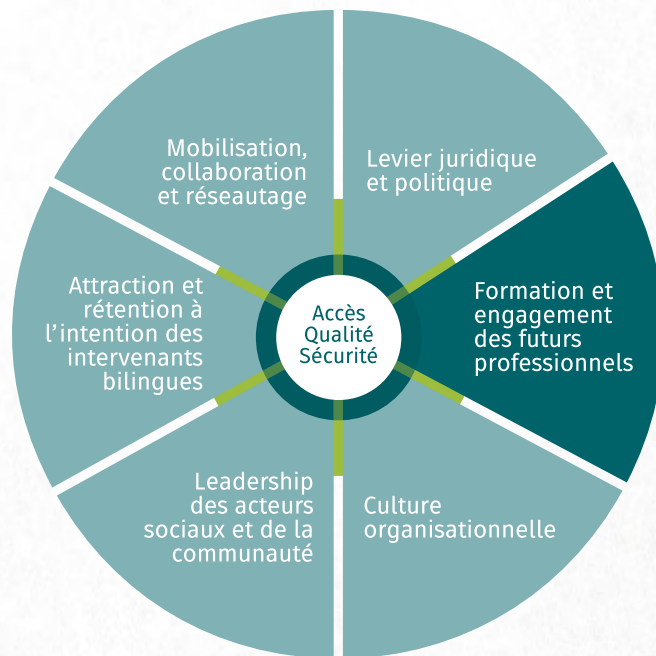 Mobilisation,
collaboration
et réseautage
Levier juridique
et politique
Formation et
engagement
des futurs
professionnels
Culture
organisationnelle
Leadership
des acteurs
sociaux et de la
communauté
Attraction et
rétention à
l’intention des
intervenants
bilingues
Accès
Qualité
Sécurité